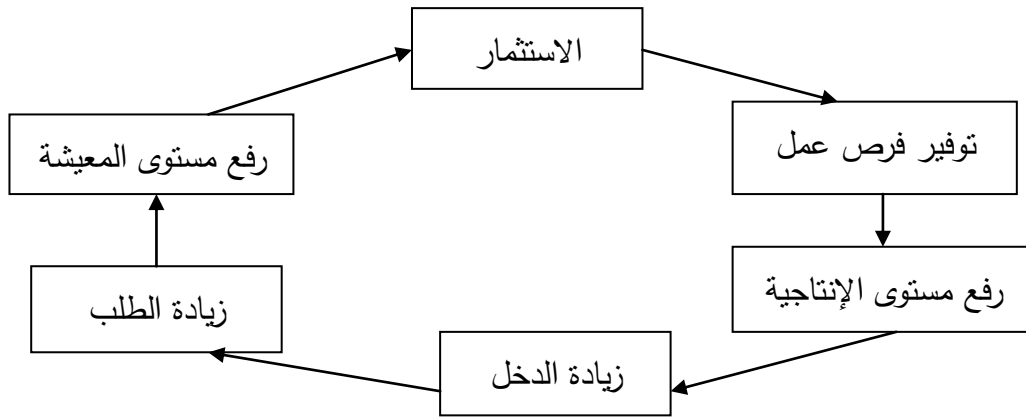 الاستثمار
توفير فرص عمل
رفع مستوى الإنتاجية
زيادة الدخل
زيادة الطلب
رفع مستوى المعيشة